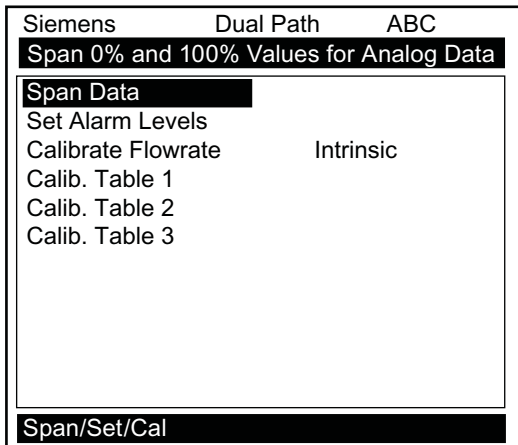 Siemens Dual Path ABC
Span 0% and 100% Values for Analog Data
Span Data
Set Alarm Levels
Calibrate Flowrate Intrinsic
Calib. Table 1
Calib. Table 2
Calib. Table 3
Span/Set/Cal